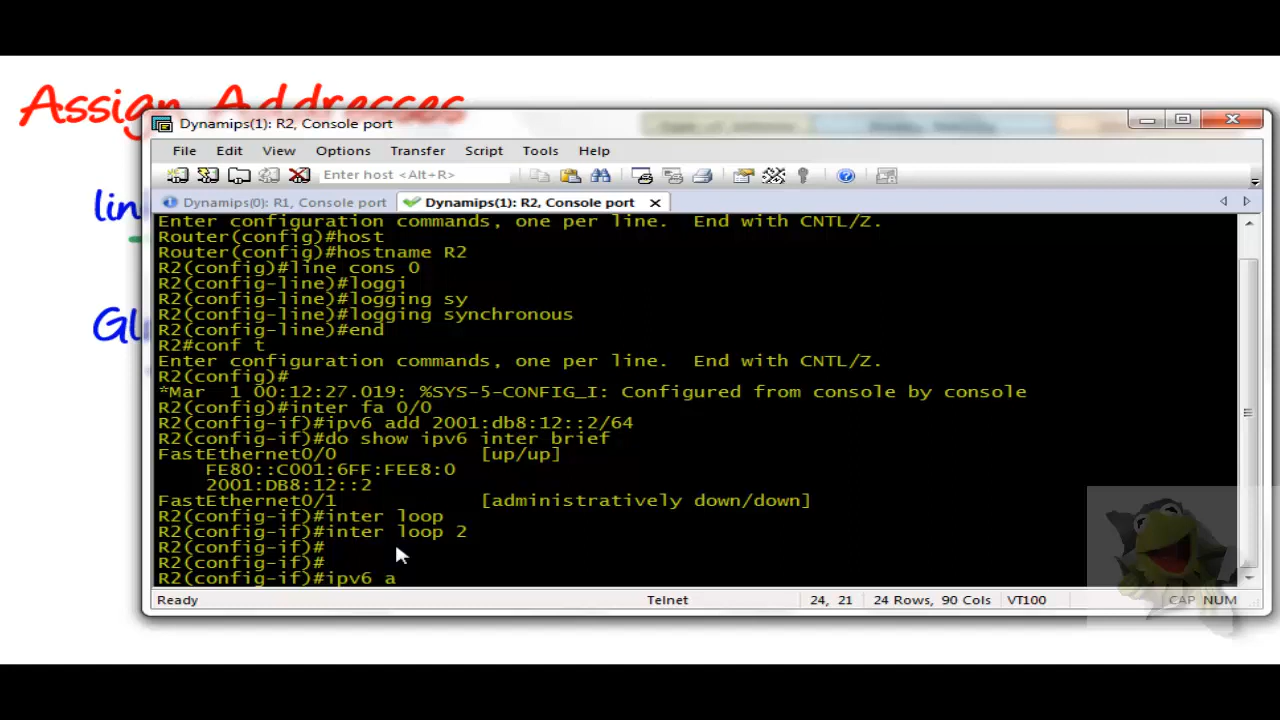 Assign Addresses
Dynamips(1): R2, Console port
File Edit View Options Transfer Script Tools Help
Enter host <Alt+R>
Dynamips(0): R1, Console port Dynamips(1): R2, Console port
lin
Enter configuration commands, one per line. End with CNTL/Z.
Router(config)#host
Router(config)#hostname R2
R2(config)#line cons 0
R2(config-line)#loggi
R2(config-line)#logging sy
R2(config-line)#logging synchronous
Gl
R2(config-line)#end
R2#conf t
Enter configuration commands, one per line. End with CNTL/Z.
R2(config)#
*Mar 1 00:12:27.019: %SYS-5-CONFIG_I: Configured from console by console
R2(config)#inter fa 0/0
R2(config-if)#ipv6 add 2001:db8:12::2/64
R2(config-if)#do show ipv6 inter brief
FastEthernet0/0 [up/up]
FE80::C001:6FF:FEE8:0
2001:DB8:12::2
FastEthernet0/1 [administratively down/down]
R2(config-if)#inter loop
R2(config-if)#inter loop 2
R2(config-if)#
R2(config-if)#
R2(config-if)#ipv6 a
Ready Telnet 24, 21 24 Rows, 90 Cols VT100 CAP NUM